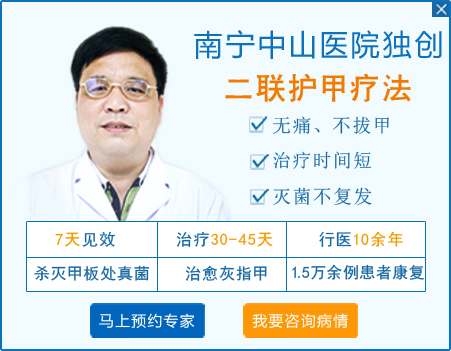 南宁中山医院独创
二联护甲疗法
无痛、不拔甲
治疗时间短
灭菌不复发
7天见效 治疗30-45天 行医10余年
杀灭甲板处真菌 治愈灰指甲 1.5万余例患者康复
马上预约专家 我要咨询病情